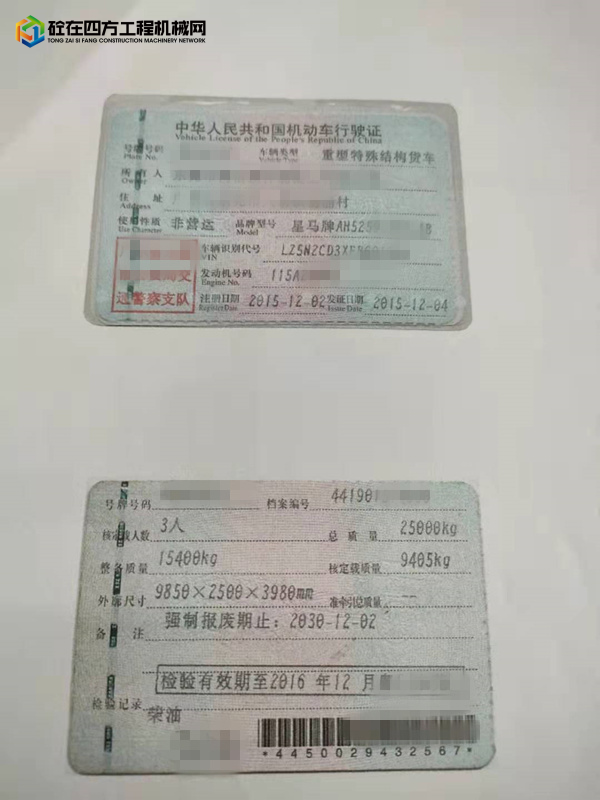 砼在四方工程机械网
TONG ZAI SI FANG CONSTRUCTION MACHINERY NETWORK
中华人民共和国机动车行驶证
Vehicle License of the People's Republic of China
号牌号码 车辆类型 重型特殊结构货车
Plate No. Vehicle Type
所有人
Owner
住址 村
Address
使用性质 非营运 品牌型号 星马牌AH525
Use Character Model
车辆识别代号 LZ5N2CD3X
VIN
发动机号码 115A
Engine No.
通警察支队
注册日期 2015-12-02 发证日期 2015-12-04
Register Date Issue Date
号牌号码 档案编号 441901
核定载人数 3人 总质量 25000kg
整备质量 15400kg 核定载质量 9405kg
外廓尺寸 9850×2500×3980 准牵引总质量 --
备注 强制报废期止: 2030-12-02
检验有效期至2016 年12 月
检验记录 柴油
*4450029432567*